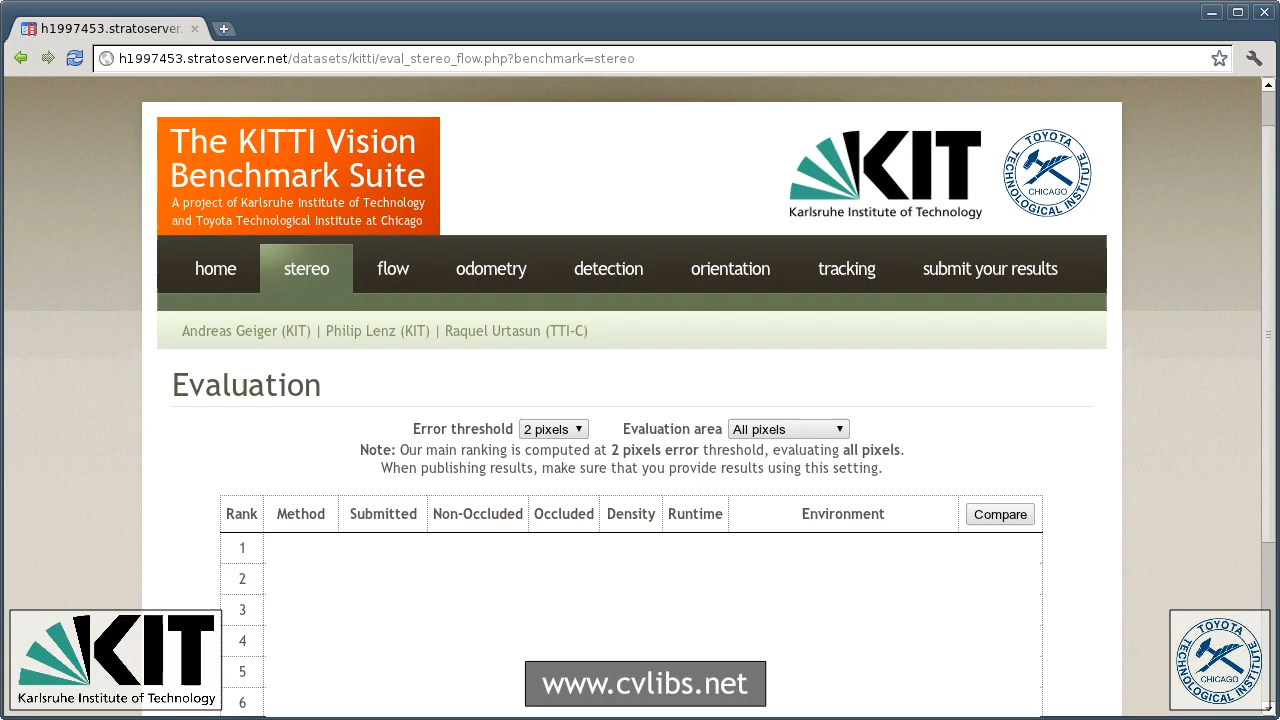 h1997453.stratoserver.
h1997453.stratoserver.net/datasets/kitti/eval_stereo_flow.php?benchmark=stereo
The KITTI Vision
Benchmark Suite
A project of Karlsruhe Institute of Technology
and Toyota Technological Institute at Chicago
KIT
Karlsruhe Institute of Technology
TOYOTA TECHNOLOGICAL INSTITUTE
CHICAGO
home stereo flow odometry detection orientation tracking submit your results
Andreas Geiger (KIT) | Philip Lenz (KIT) | Raquel Urtasun (TTI-C)
Evaluation
Error threshold 2 pixels Evaluation area All pixels
Note: Our main ranking is computed at 2 pixels error threshold, evaluating all pixels.
When publishing results, make sure that you provide results using this setting.
Rank Method Submitted Non-Occluded Occluded Density Runtime Environment Compare
1
2
3
4
5
6
KIT
Karlsruhe Institute of Technology
www.cvlibs.net
TOYOTA TECHNOLOGICAL INSTITUTE
CHICAGO